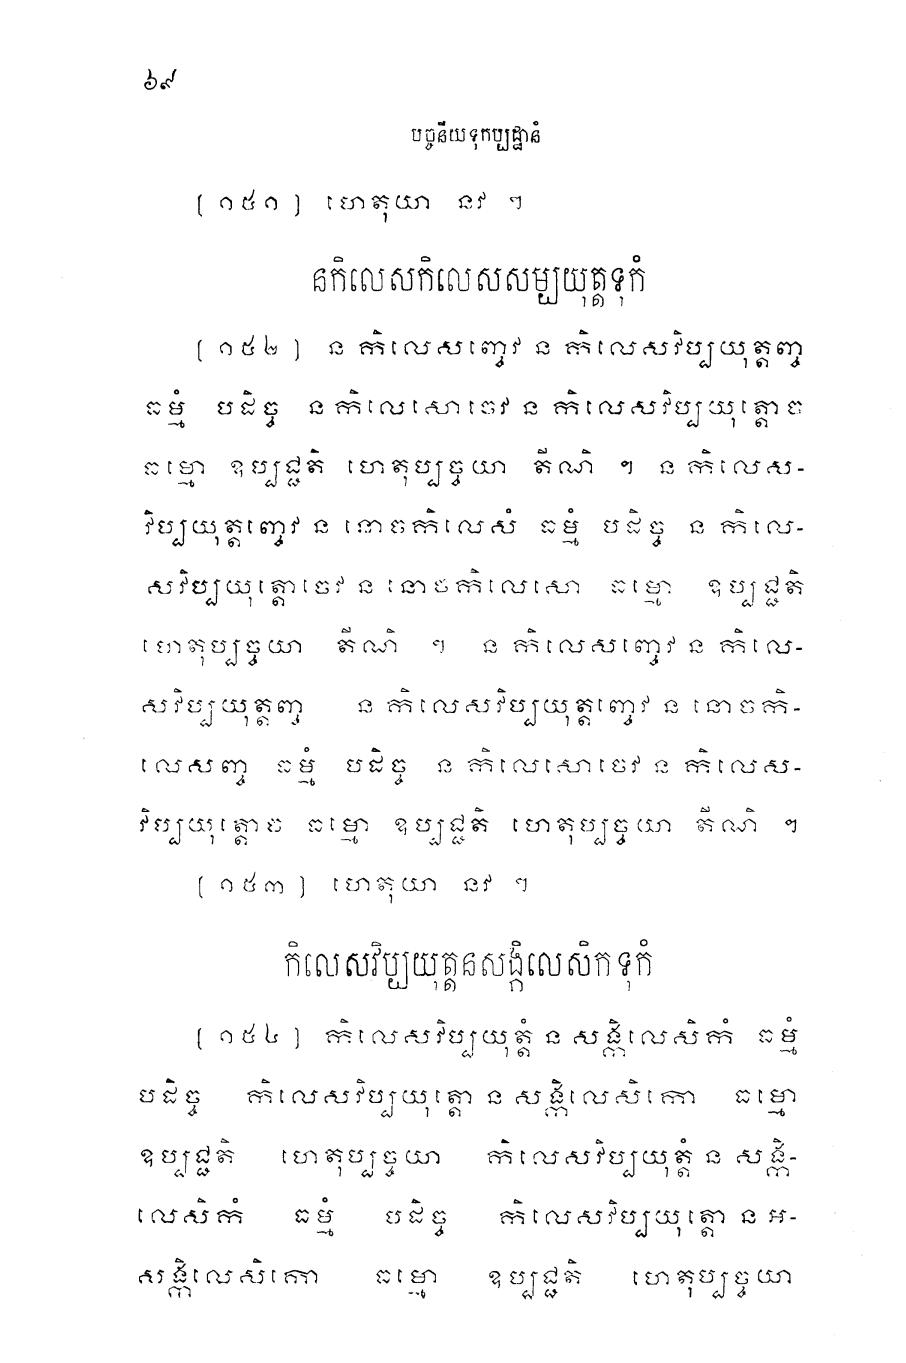 ៦៩
បច្ចនីយទុកប្បដ្ឋានំ
[ ១៥១ ] ហេតុយា នវ ។
នកិលេសកិលេសសម្បយុត្តទុកំ
[ ១៥២ ] ន កិលេសញ្ចេវ ន កិលេសវិប្បយុត្តញ្ច
ធម្មំ បដិច្ច ន កិលេសោ ចេវ ន កិលេសវិប្បយុត្តោ ច
ធម្មោ ឧប្បជ្ជតិ ហេតុប្បច្ចយា តីណិ ។ ន កិលេស-
វិប្បយុត្តញ្ចេវ ន នោ ច កិលេសំ ធម្មំ បដិច្ច ន កិលេ-
សវិប្បយុត្តោ ចេវ ន នោ ច កិលេសោ ធម្មោ ឧប្បជ្ជតិ
ហេតុប្បច្ចយា តីណិ ។ ន កិលេសញ្ចេវ ន កិលេ-
សវិប្បយុត្តញ្ច ន កិលេសវិប្បយុត្តញ្ចេវ ន នោ ច កិ-
លេសញ្ច ធម្មំ បដិច្ច ន កិលេសោ ចេវ ន កិលេស-
វិប្បយុត្តោ ច ធម្មោ ឧប្បជ្ជតិ ហេតុប្បច្ចយា តីណិ ។
[ ១៥៣ ] ហេតុយា នវ ។
កិលេសវិប្បយុត្តនសង្កិលេសិកទុកំ
[ ១៥៤ ] កិលេសវិប្បយុត្តំ ន សង្កិលេសិកំ ធម្មំ
បដិច្ច កិលេសវិប្បយុត្តោ ន សង្កិលេសិកោ ធម្មោ
ឧប្បជ្ជតិ ហេតុប្បច្ចយា កិលេសវិប្បយុត្តំ ន សង្កិ-
លេសិកំ ធម្មំ បដិច្ច កិលេសវិប្បយុត្តោ ន អ-
សង្កិលេសិកោ ធម្មោ ឧប្បជ្ជតិ ហេតុប្បច្ចយា